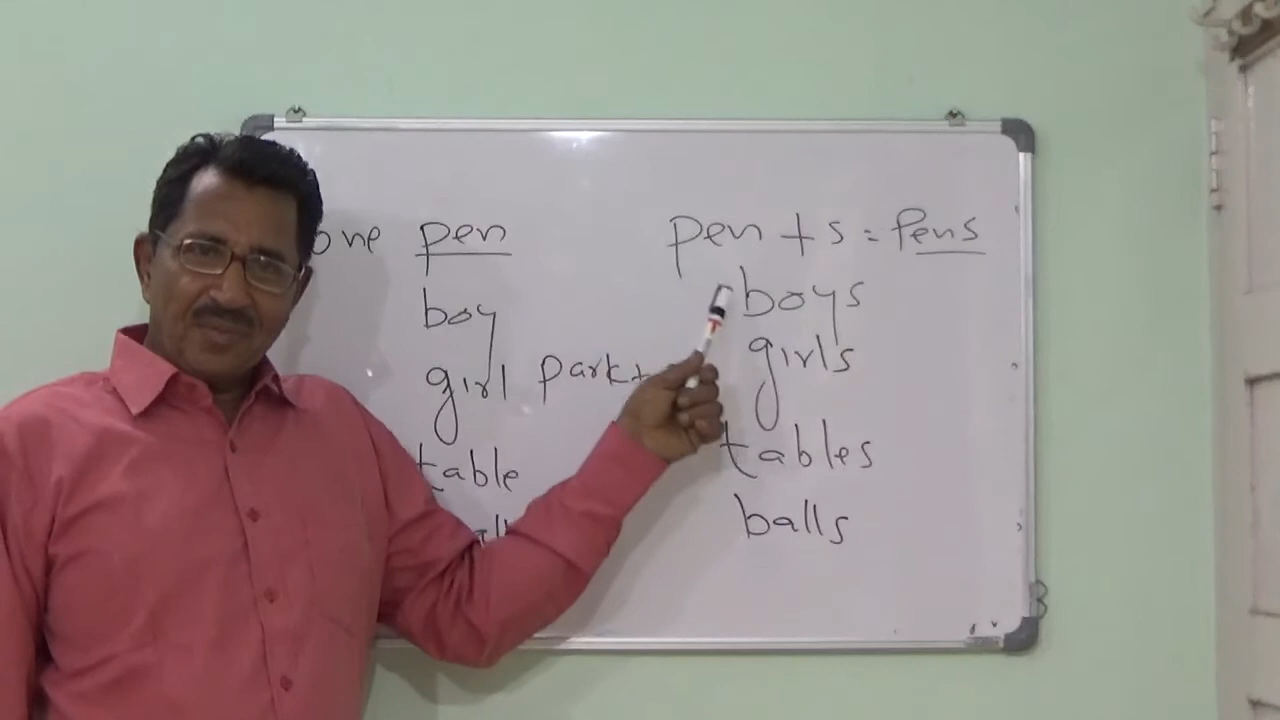 one pen pen + s = Pens
boy boys
girl park + girls
table tables
balls